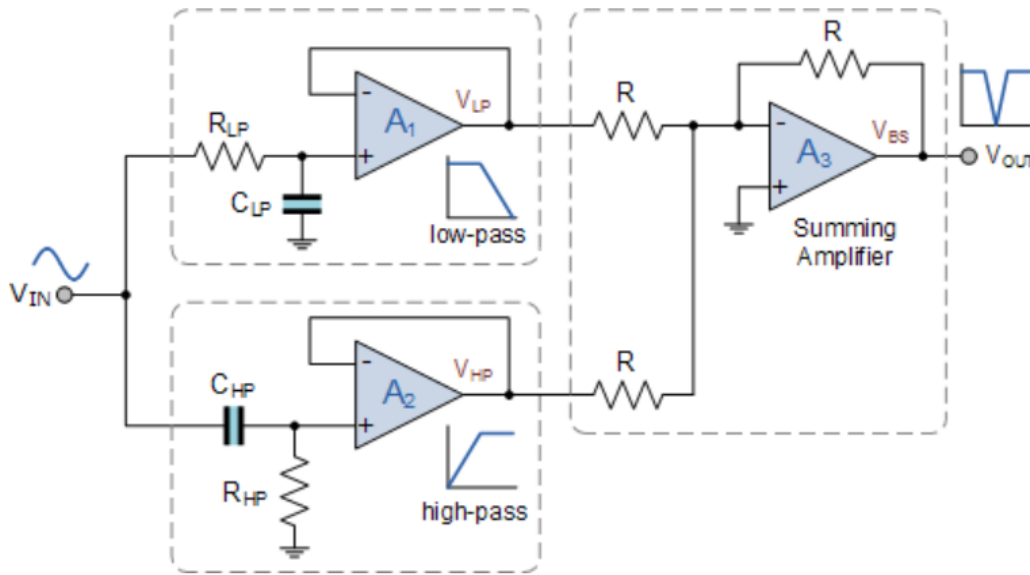 R
R
-
V_LP
R_LP
A₁
+
-
A₃
V_BS
V_OUT
+
C_LP
low-pass
Summing
Amplifier
V_IN
-
V_HP
R
C_HP
A₂
+
R_HP
high-pass